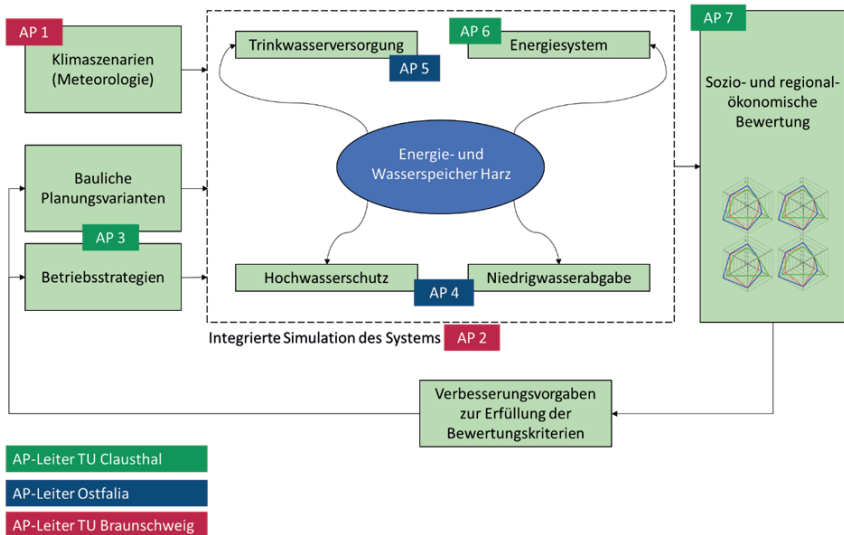 AP 1
Klimaszenarien
(Meteorologie)
Trinkwasserversorgung
AP 5
AP 6
Energiesystem
AP 7
Sozio- und regional-
ökonomische
Bewertung
Energie- und
Wasserspeicher Harz
Bauliche
Planungsvarianten
AP 3
Betriebsstrategien
Hochwasserschutz
AP 4
Niedrigwasserabgabe
Integrierte Simulation des Systems
AP 2
Verbesserungsvorgaben
zur Erfüllung der
Bewertungskriterien
AP-Leiter TU Clausthal
AP-Leiter Ostfalia
AP-Leiter TU Braunschweig